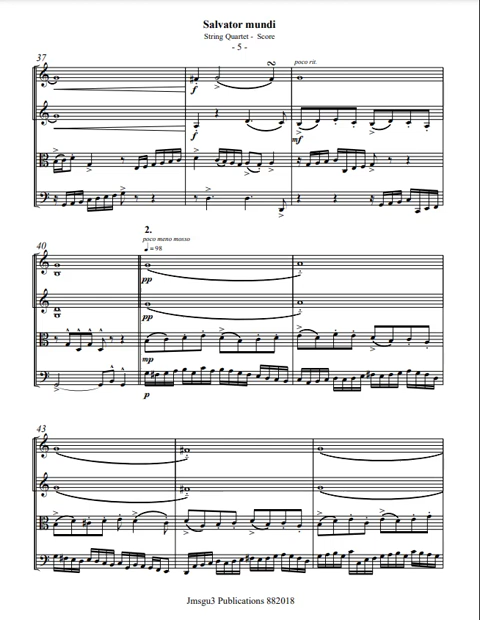 Salvator mundi
String Quartet - Score
- 5 -
37
poco rit.
f
f
mf
40
2.
poco meno mosso
= 98
pp
pp
mp
p
43
Jmsgu3 Publications 882018